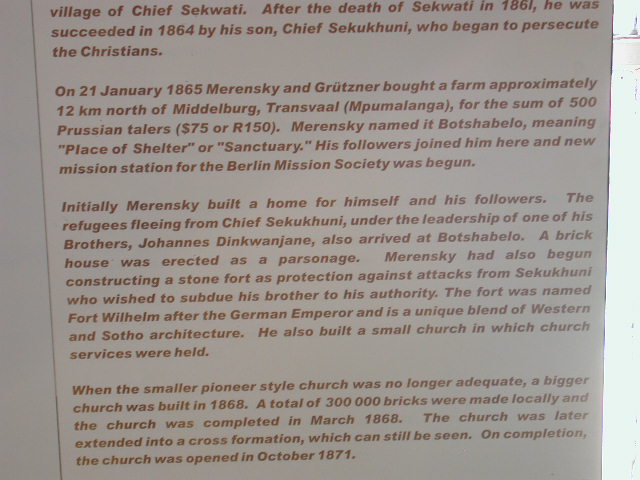 village of Chief Sekwati. After the death of Sekwati in 1861, he was
succeeded in 1864 by his son, Chief Sekukhuni, who began to persecute
the Christians.
On 21 January 1865 Merensky and Grützner bought a farm approximately
12 km north of Middelburg, Transvaal (Mpumalanga), for the sum of 500
Prussian talers ($75 or R150). Merensky named it Botshabelo, meaning
"Place of Shelter" or "Sanctuary." His followers joined him here and new
mission station for the Berlin Mission Society was begun.
Initially Merensky built a home for himself and his followers. The
refugees fleeing from Chief Sekukhuni, under the leadership of one of his
Brothers, Johannes Dinkwanjane, also arrived at Botshabelo. A brick
house was erected as a parsonage. Merensky had also begun
constructing a stone fort as protection against attacks from Sekukhuni
who wished to subdue his brother to his authority. The fort was named
Fort Wilhelm after the German Emperor and is a unique blend of Western
and Sotho architecture. He also built a small church in which church
services were held.
When the smaller pioneer style church was no longer adequate, a bigger
church was built in 1868. A total of 300 000 bricks were made locally and
the church was completed in March 1868. The church was later
extended into a cross formation, which can still be seen. On completion,
the church was opened in October 1871.